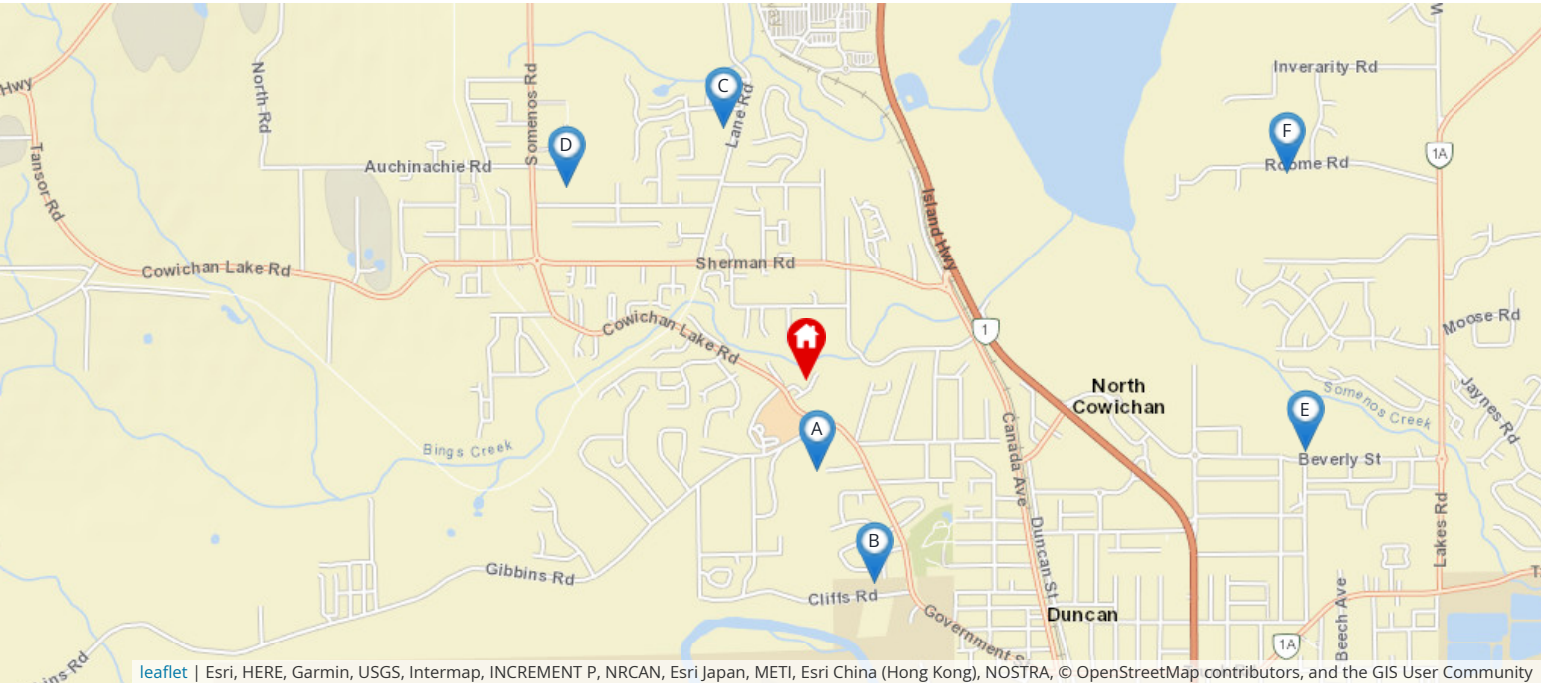 Hwy
North Rd
Somenos Rd
C
Lane Rd
Inverarity Rd
D
F
Auchinachie Rd
Roome Rd
1A
Tansor Rd
Island Hwy
Cowichan Lake Rd
Sherman Rd
Cowichan Lake Rd
1
Moose Rd
North
Cowichan
Jaynes Rd
Somenos Creek
E
A
Bings Creek
Canada Ave
Beverly St
Lakes Rd
B
Duncan St
Gibbins Rd
Cliffs Rd
Government St
Duncan
Beech Ave
1A
leaflet | Esri, HERE, Garmin, USGS, Intermap, INCREMENT P, NRCAN, Esri Japan, METI, Esri China (Hong Kong), NOSTRA, © OpenStreetMap contributors, and the GIS User Community